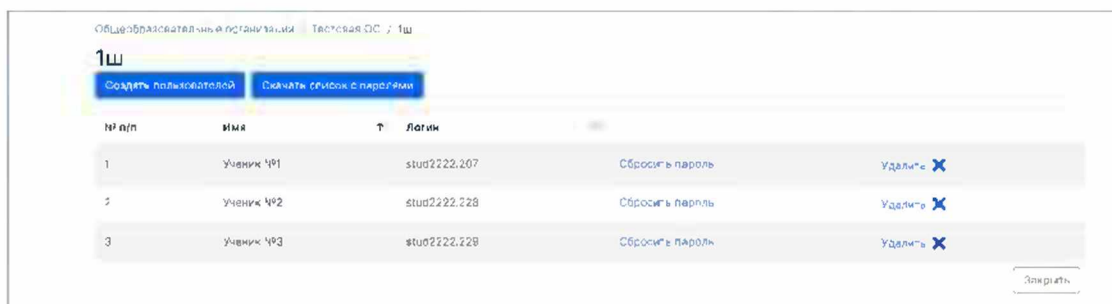 Общеобразовательные организации / Тестовая ОС / 1ш
1ш
Создать пользователей Скачать список с паролями
№ п/п Имя ↑ Логин
1 Ученик №1 stud2222.207 Сбросить пароль Удалить
2 Ученик №2 stud2222.228 Сбросить пароль Удалить
3 Ученик №3 stud2222.229 Сбросить пароль Удалить
Закрыть